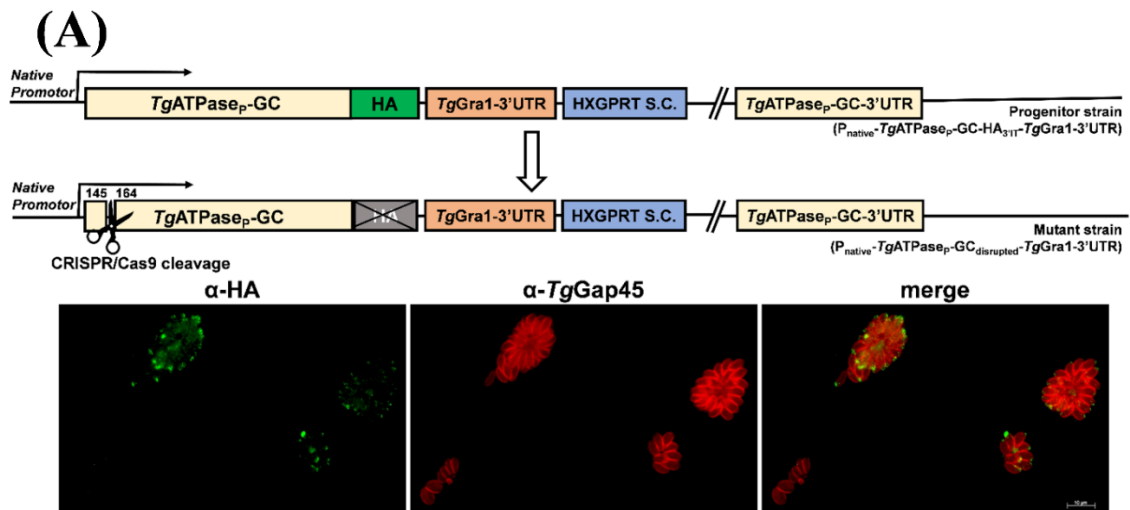 (A)
Native
Promotor
TgATPaseₚ-GC
HA
TgGra1-3'UTR
HXGPRT S.C.
TgATPaseₚ-GC-3'UTR
Progenitor strain
(Pnative-TgATPaseₚ-GC-HA3'IT-TgGra1-3'UTR)
Native
Promotor
145
164
TgATPaseₚ-GC
HA
TgGra1-3'UTR
HXGPRT S.C.
TgATPaseₚ-GC-3'UTR
Mutant strain
(Pnative-TgATPaseₚ-GCdisrupted-TgGra1-3'UTR)
CRISPR/Cas9 cleavage
α-HA
α-TgGap45
merge
10 µm